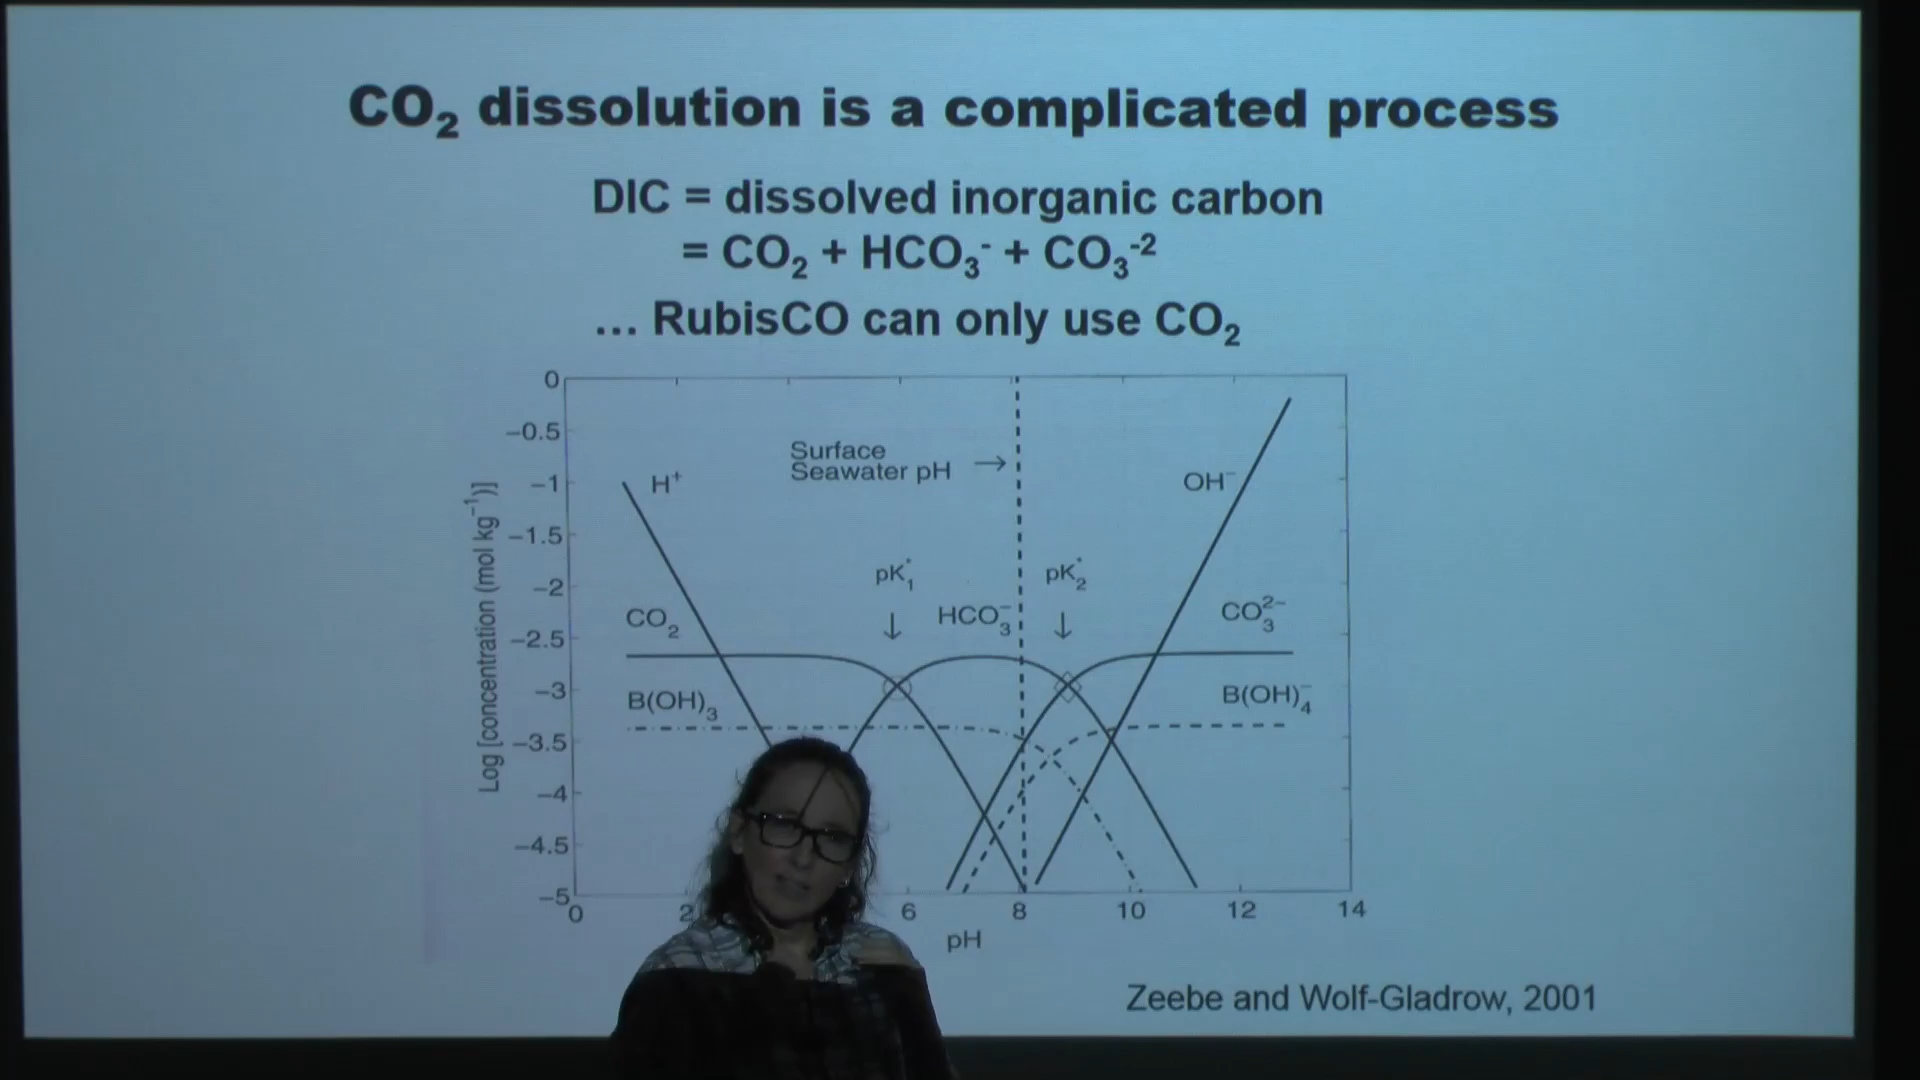 CO₂ dissolution is a complicated process
DIC = dissolved inorganic carbon
= CO₂ + HCO₃⁻ + CO₃⁻²
... RubisCO can only use CO₂
0
−0.5
−1
−1.5
−2
−2.5
−3
−3.5
−4
−4.5
−5
Log [concentration (mol kg⁻¹)]
H⁺
Surface
Seawater pH →
OH⁻
pK*₁
pK*₂
↓
↓
CO₂
HCO₃⁻
CO₃²⁻
B(OH)₃
B(OH)₄⁻
0 2 6 8 10 12 14
pH
Zeebe and Wolf-Gladrow, 2001